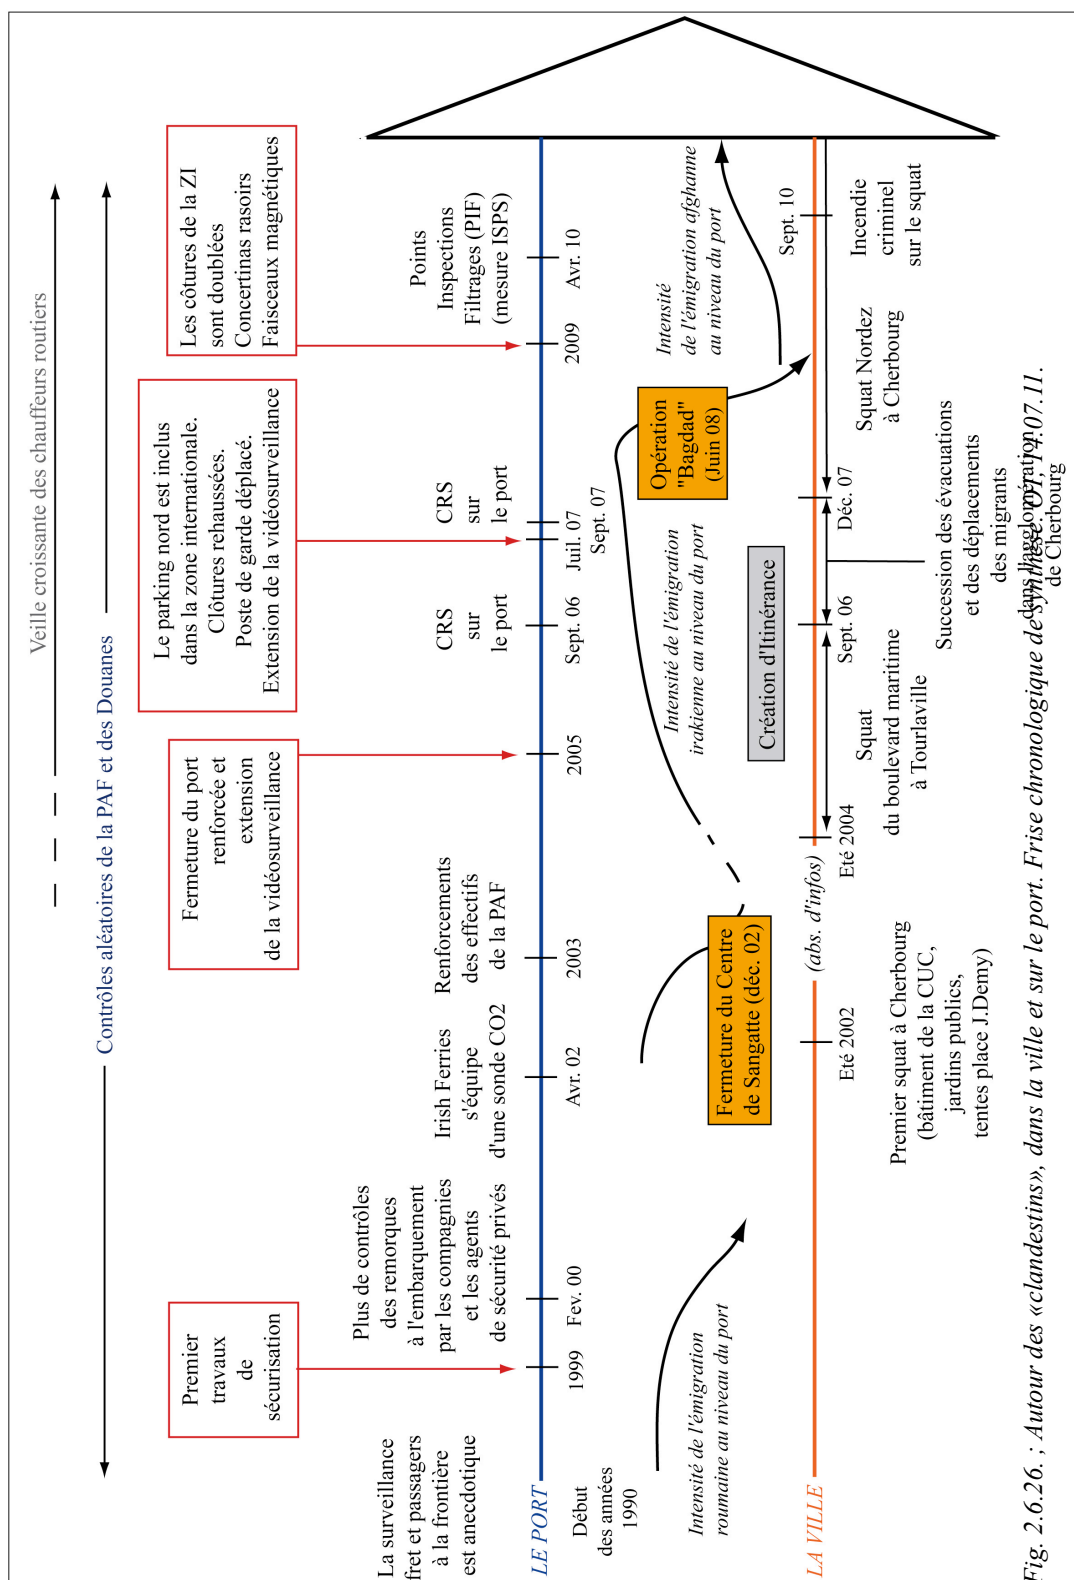 Veille croissante des chauffeurs routiers
Contrôles aléatoires de la PAF et des Douanes
Premier
travaux
de
sécurisation
Fermeture du port
renforcée et
extension
de la vidéosurveillance
Le parking nord est inclus
dans la zone internationale.
Clôtures rehaussées.
Poste de garde déplacé.
Extension de la vidéosurveillance
Les côtures de la ZI
sont doublées
Concertinas rasoirs
Faisceaux magnétiques
La surveillance
fret et passagers
à la frontière
est anecdotique
Plus de contrôles
des remorques
à l'embarquement
par les compagnies
et les agents
de sécurité privés
Irish Ferries
s'équipe
d'une sonde CO2
Renforcements
des effectifs
de la PAF
CRS
sur
le port
CRS
sur
le port
Points
Inspections
Filtrages (PIF)
(mesure ISPS)
LE PORT
Début
des années
1990
1999
Fev. 00
Avr. 02
2003
2005
Sept. 06
Juil. 07
Sept. 07
2009
Avr. 10
Intensité de l'émigration
roumaine au niveau du port
Fermeture du Centre
de Sangatte (déc. 02)
Intensité de l'émigration
irakienne au niveau du port
Opération
"Bagdad"
(Juin 08)
Intensité
de l'émigration afghanne
au niveau du port
Création d'Itinérance
LA VILLE
Eté 2002
(abs. d'infos)
Eté 2004
Sept. 06
Déc. 07
Sept. 10
Premier squat à Cherbourg
(bâtiment de la CUC,
jardins publics,
tentes place J.Demy)
Squat
du boulevard maritime
à Tourlaville
Succession des évacuations
et des déplacements
des migrants
dans l'agglomération
de Cherbourg
Squat Nordez
à Cherbourg
Incendie
criminel
sur le squat
Fig. 2.6.26. ; Autour des «clandestins», dans la ville et sur le port. Frise chronologique de synthèse. OT, 14.07.11.